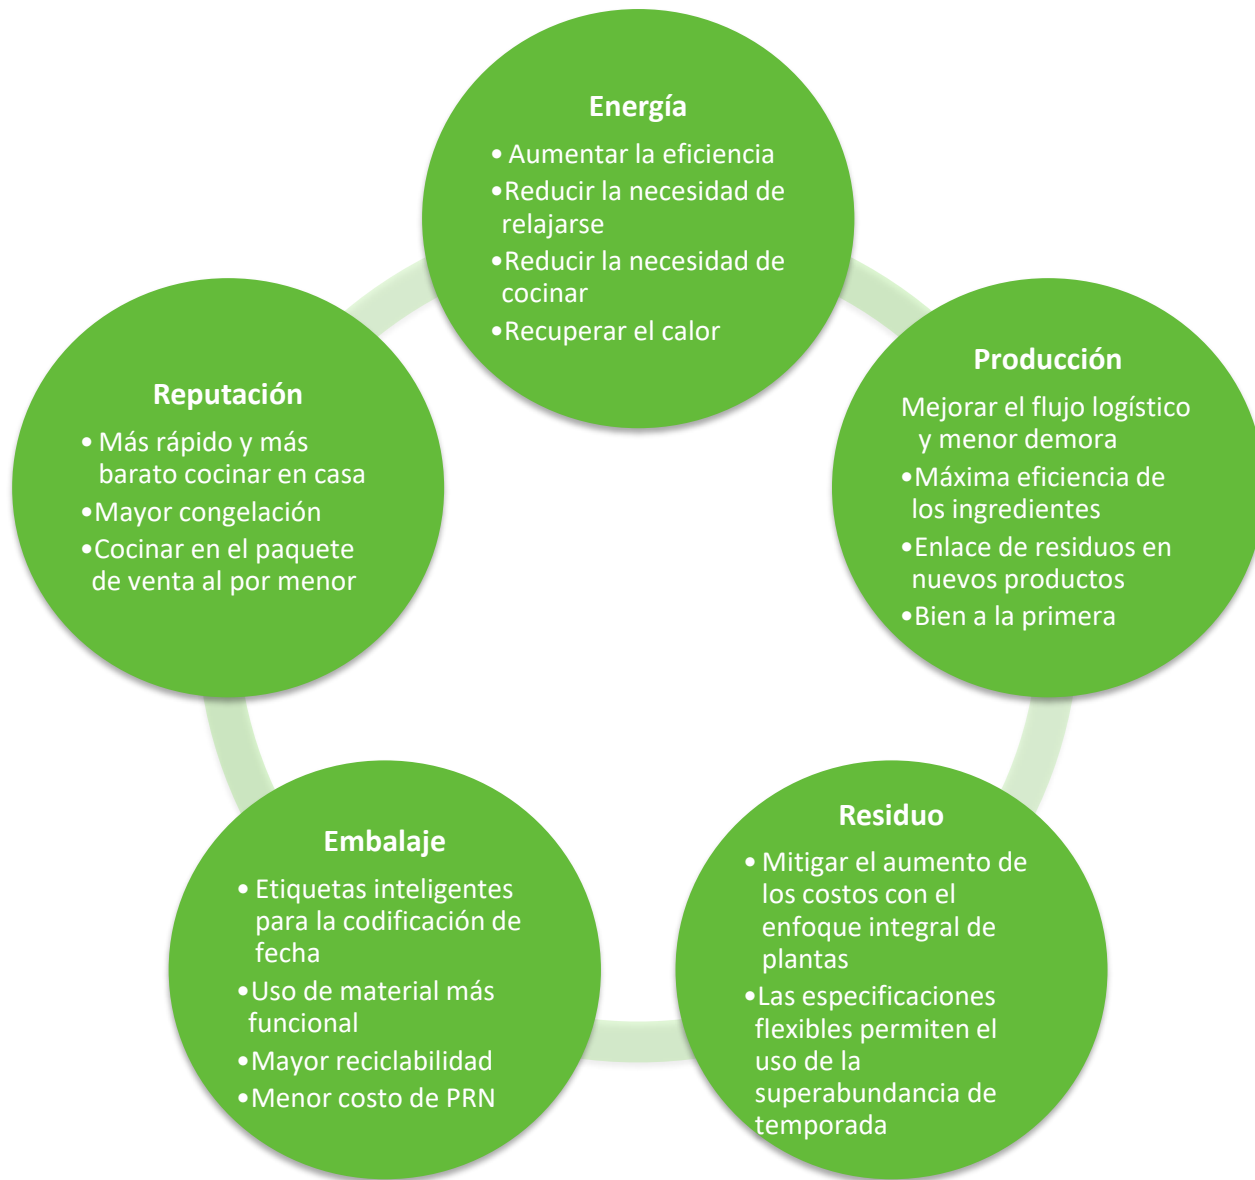 Energía
• Aumentar la eficiencia
•Reducir la necesidad de
relajarse
•Reducir la necesidad de
cocinar
•Recuperar el calor
Producción
Mejorar el flujo logístico
y menor demora
•Máxima eficiencia de
los ingredientes
•Enlace de residuos en
nuevos productos
•Bien a la primera
Residuo
• Mitigar el aumento de
los costos con el
enfoque integral de
plantas
•Las especificaciones
flexibles permiten el
uso de la
superabundancia de
temporada
Embalaje
• Etiquetas inteligentes
para la codificación de
fecha
•Uso de material más
funcional
•Mayor reciclabilidad
•Menor costo de PRN
Reputación
• Más rápido y más
barato cocinar en casa
•Mayor congelación
•Cocinar en el paquete
de venta al por menor